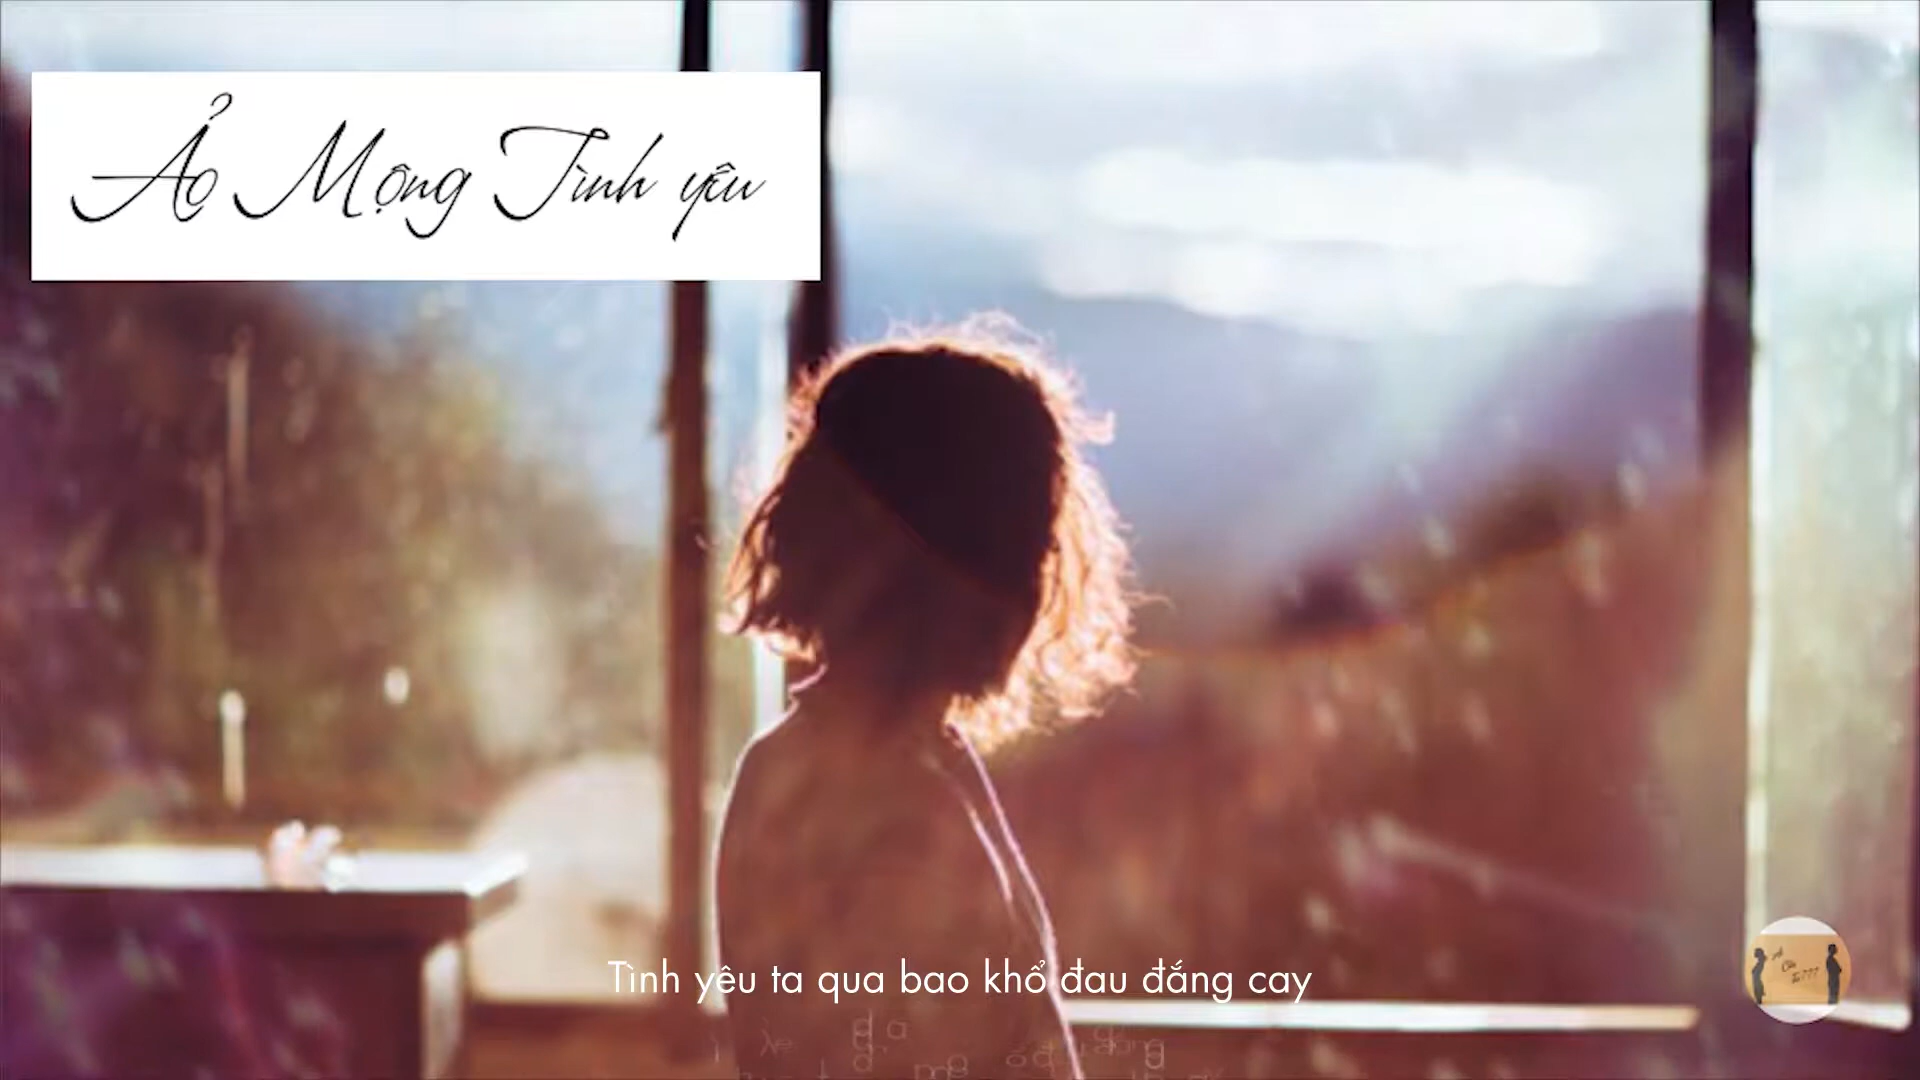 Ảo Mộng Tình yêu
Tình yêu ta qua bao khổ đau đắng cay